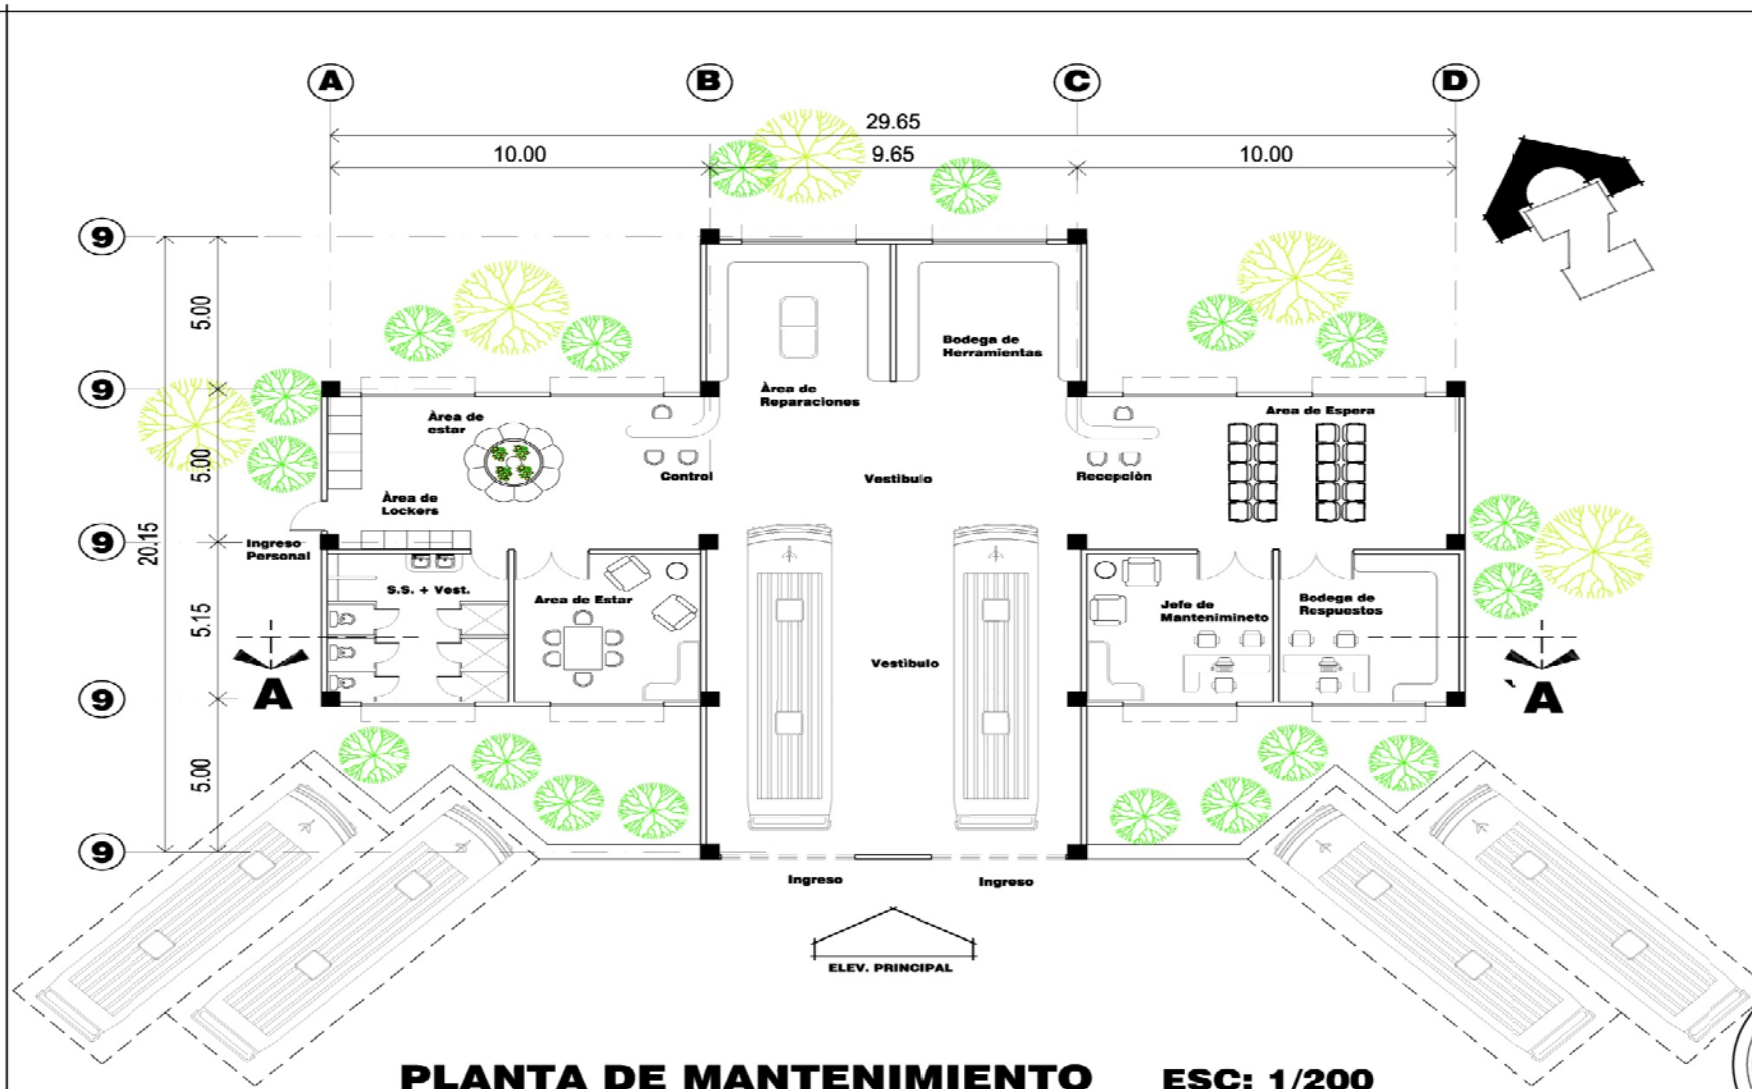 A B C D
29.65
10.00 9.65 10.00
9
5.00
Bodega de
Herramientas
9
Àrea de
Reparaciones
Àrea de
estar
Area de Espera
5.00
Control
Vestibulo
Recepciòn
Àrea de
Lockers
9
20.15
Ingreso
Personal
S.S. + Vest.
Area de Estar
Jefe de
Mantenimineto
Bodega de
Respuestos
5.15
Vestìbulo
A
A
9
5.00
9
Ingreso
Ingreso
ELEV. PRINCIPAL
PLANTA DE MANTENIMIENTO ESC: 1/200